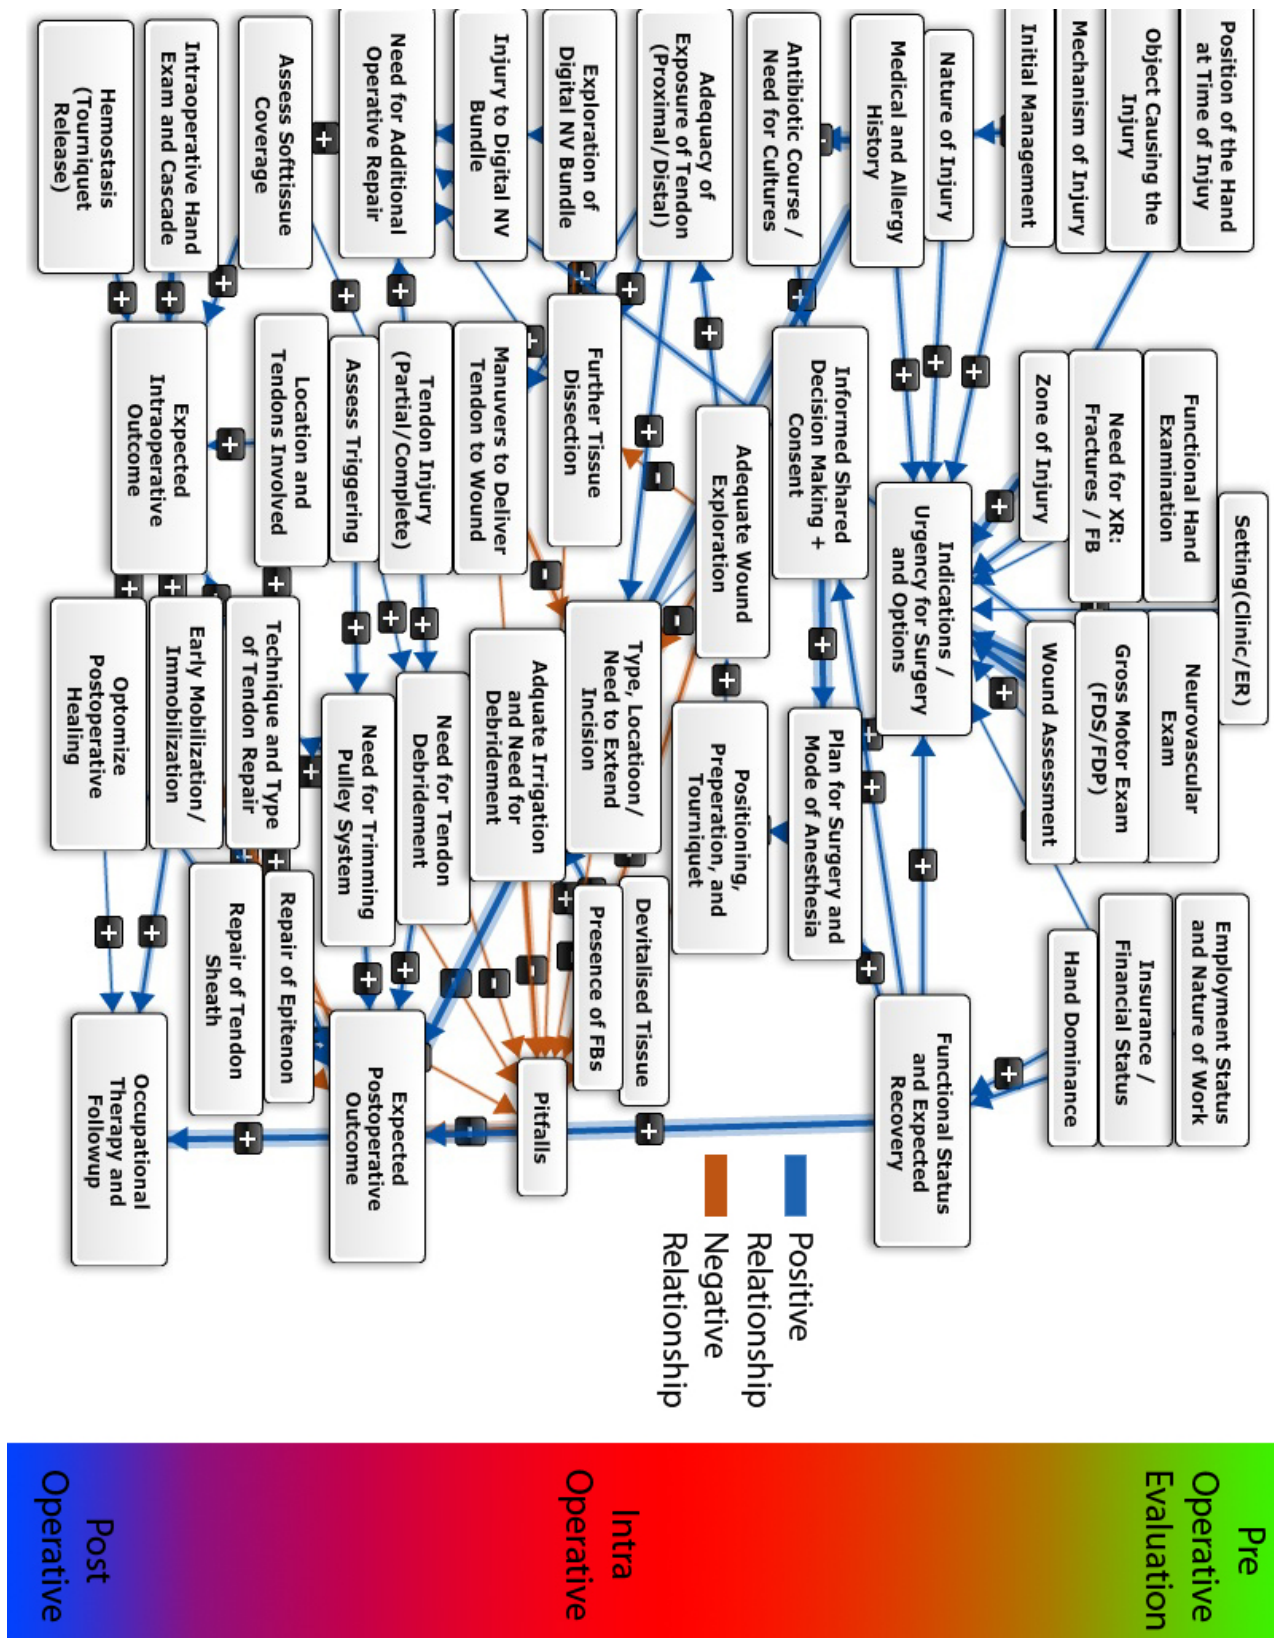 Position of the Hand
at Time of Injuy
Object Causing the
Injury
Mechanism of Injury
Initial Management
Nature of Injury
Medical and Allergy
History
Antibiotic Course /
Need for Cultures
Adequacy of
Exposure of Tendon
(Proximal/Distal)
Exploration of
Digital NV Bundle
Injury to Digital NV
Bundle
Need for Additional
Operative Repair
Assess Softtissue
Coverage
Intraoperative Hand
Exam and Cascade
Hemostasis
(Tourniquet
Release)
Functional Hand
Examination
Need for XR:
Fractures / FB
Zone of Injury
Setting(Clinic/ER)
Neurovascular
Exam
Gross Motor Exam
(FDS/FDP)
Wound Assessment
Indications /
Urgency for Surgery
and Options
Informed Shared
Decision Making +
Consent
Adequate Wound
Exploration
Further Tissue
Dissection
Manuvers to Deliver
Tendon to Wound
Tendon Injury
(Partial/Complete)
Assess Triggering
Location and
Tendons Involved
Expected
Intraoperative
Outcome
Employment Status
and Nature of Work
Insurance /
Financial Status
Hand Dominance
Functional Status
and Expected
Recovery
Plan for Surgery and
Mode of Anesthesia
Positioning,
Preperation, and
Tourniquet
Type, Locatioon/
Need to Extend
Incision
Adquate Irrigation
and Need for
Debridement
Need for Tendon
Debridement
Need for Trimming
Pulley System
Technique and Type
of Tendon Repair
Early Mobilization/
Immobilization
Optomize
Postoperative
Healing
Devitalised Tissue
Presence of FBs
Pitfalls
Repair of Epitenon
Repair of Tendon
Sheath
Expected
Postoperative
Outcome
Occupational
Therapy and
Followup
Positive
Relationship
Negative
Relationship
Pre
Operative
Evaluation
Intra
Operative
Post
Operative